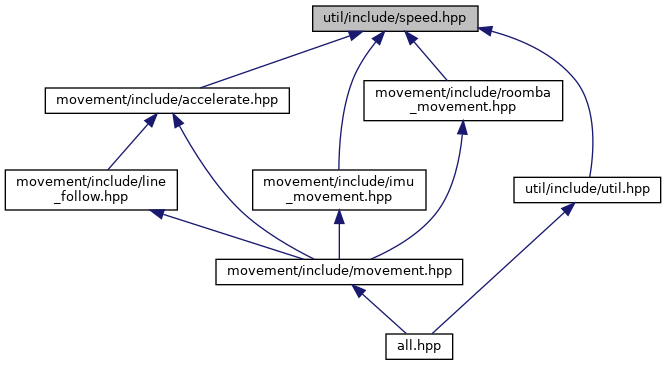 util/include/speed.hpp
movement/include/accelerate.hpp
movement/include/roomba
_movement.hpp
movement/include/line
_follow.hpp
movement/include/imu
_movement.hpp
util/include/util.hpp
movement/include/movement.hpp
all.hpp